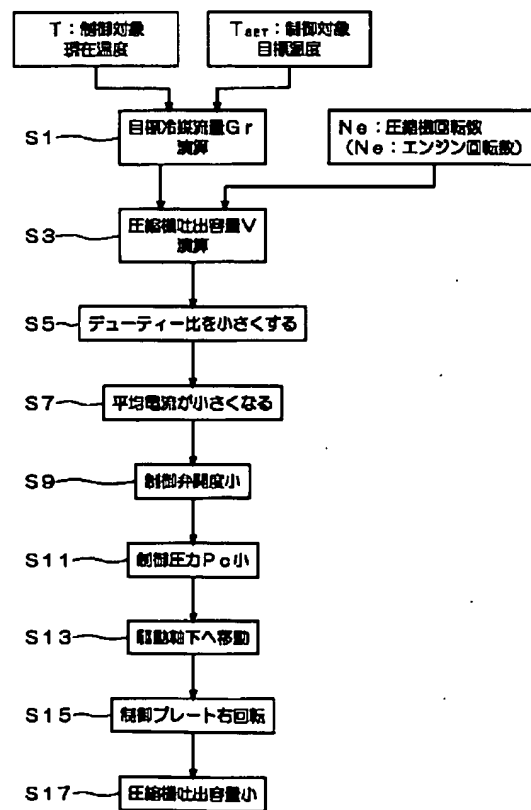 T：制御対象
現在温度
TSET：制御対象
目標温度
S1
目標冷媒流量Gr
演算
Ne：圧縮機回転数
（Ne：エンジン回転数）
S3
圧縮機吐出容量V
演算
S5
デューティー比を小さくする
S7
平均電流が小さくなる
S9
制御弁開度小
S11
制御圧力Pc小
S13
駆動軸下へ移動
S15
制御プレート右回転
S17
圧縮機吐出容量小